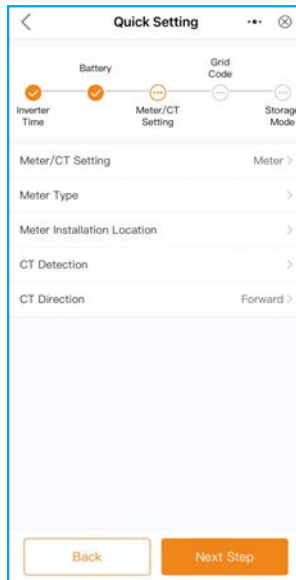 Quick Setting
Battery
Grid
Code
Inverter
Time
Meter/CT
Setting
Storage
Mode
Meter/CT Setting Meter
Meter Type
Meter Installation Location
CT Detection
CT Direction Forward
Back Next Step